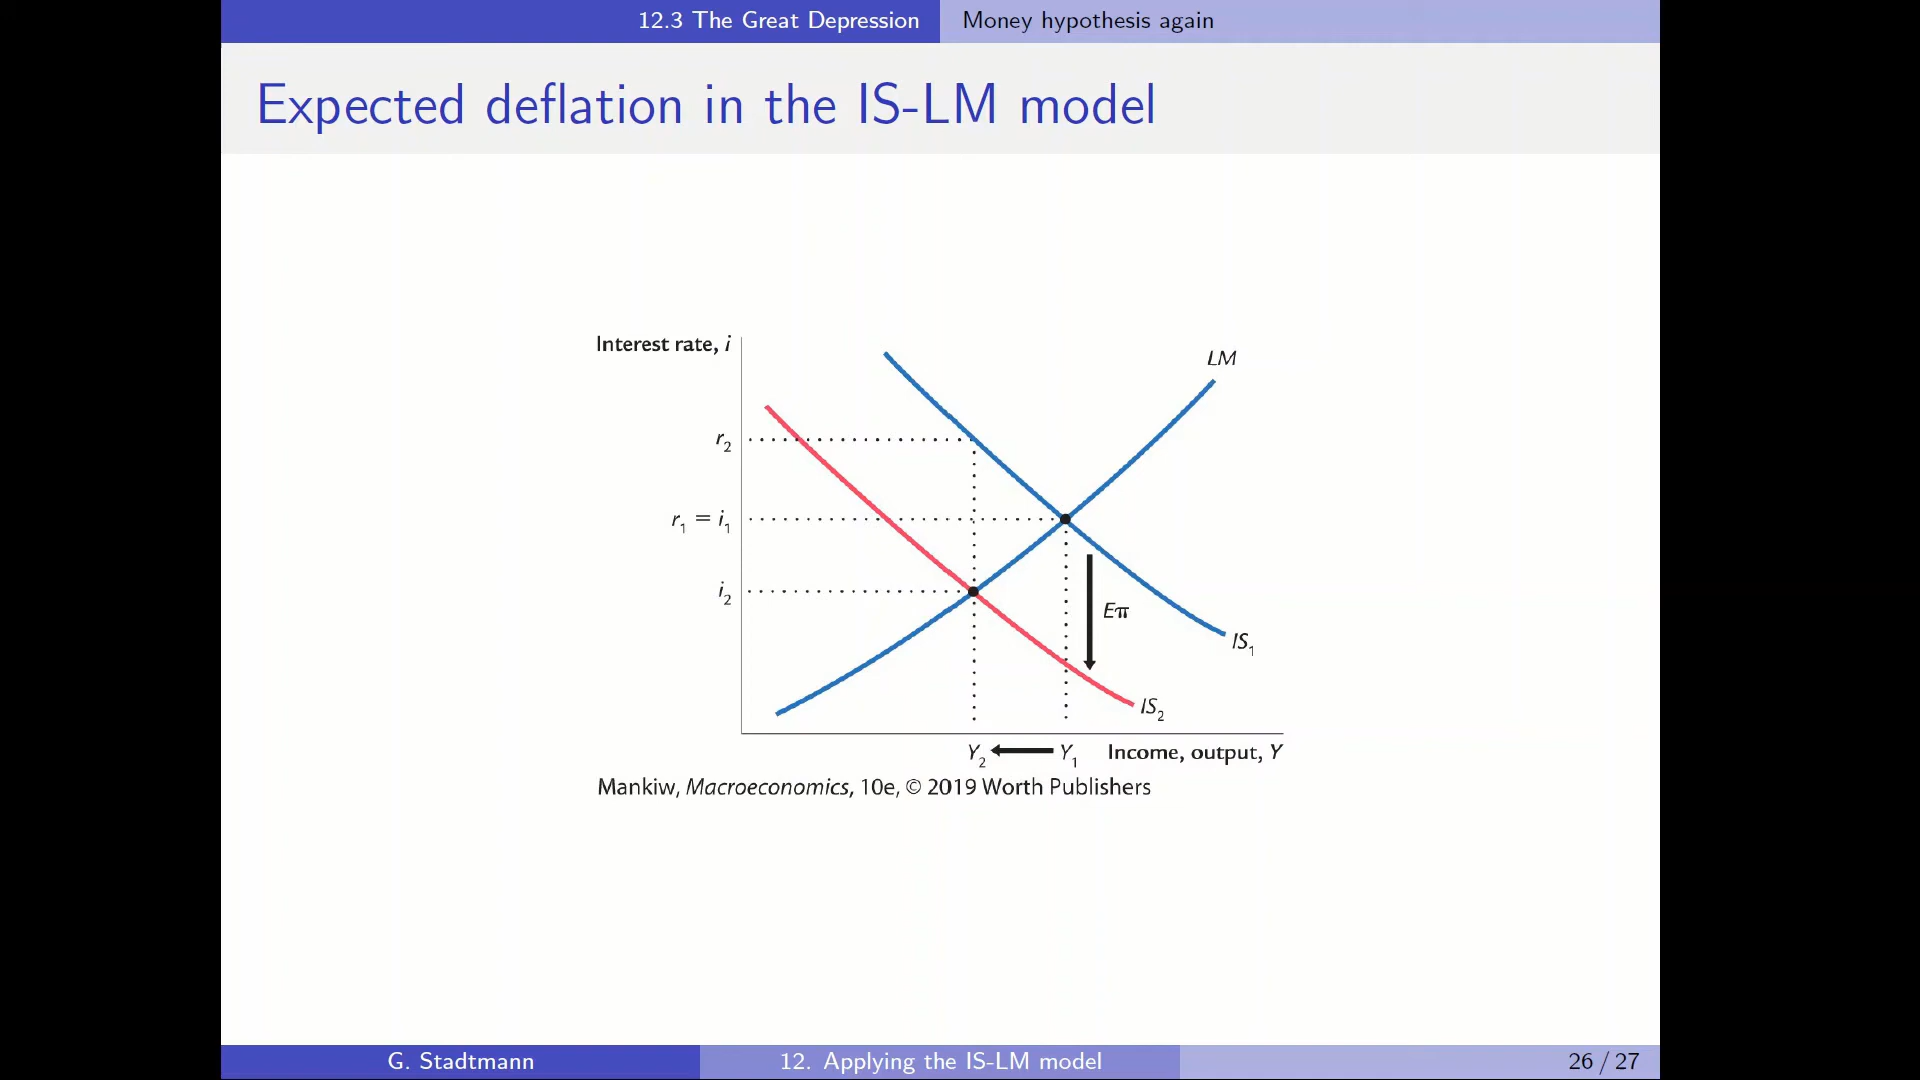 12.3 The Great Depression Money hypothesis again
Expected deflation in the IS-LM model
Interest rate, i
LM
r₂
r₁ = i₁
i₂
Eπ
IS₁
IS₂
Y₂ Y₁ Income, output, Y
Mankiw, Macroeconomics, 10e, © 2019 Worth Publishers
G. Stadtmann 12. Applying the IS-LM model 26 / 27